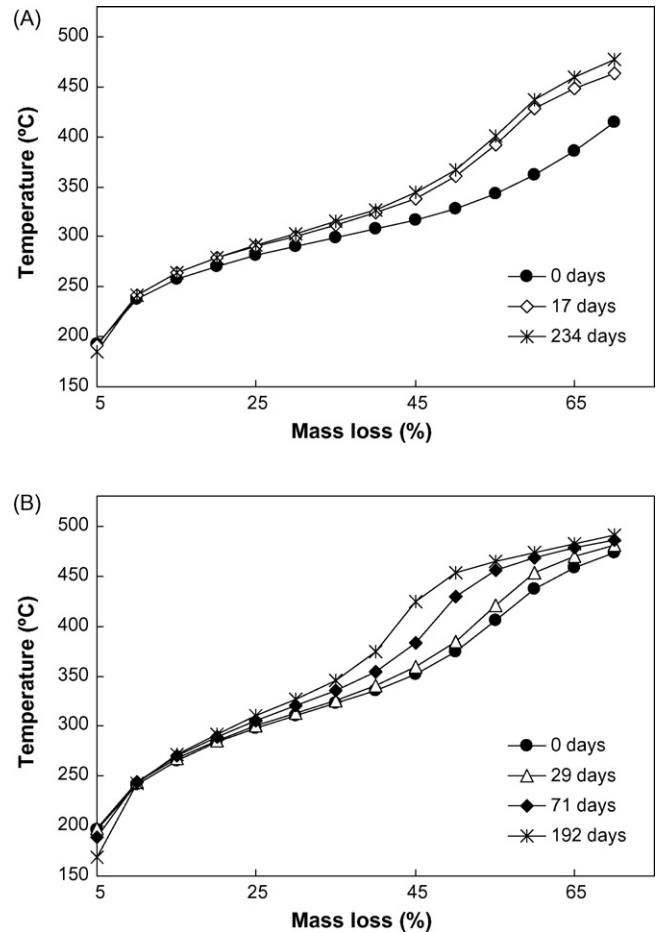 (A)
500
450
400
350
300
250
200
150
Temperature (ºC)
0 days
17 days
234 days
5
25
45
65
Mass loss (%)
(B)
500
450
400
350
300
250
200
150
Temperature (ºC)
0 days
29 days
71 days
192 days
5
25
45
65
Mass loss (%)